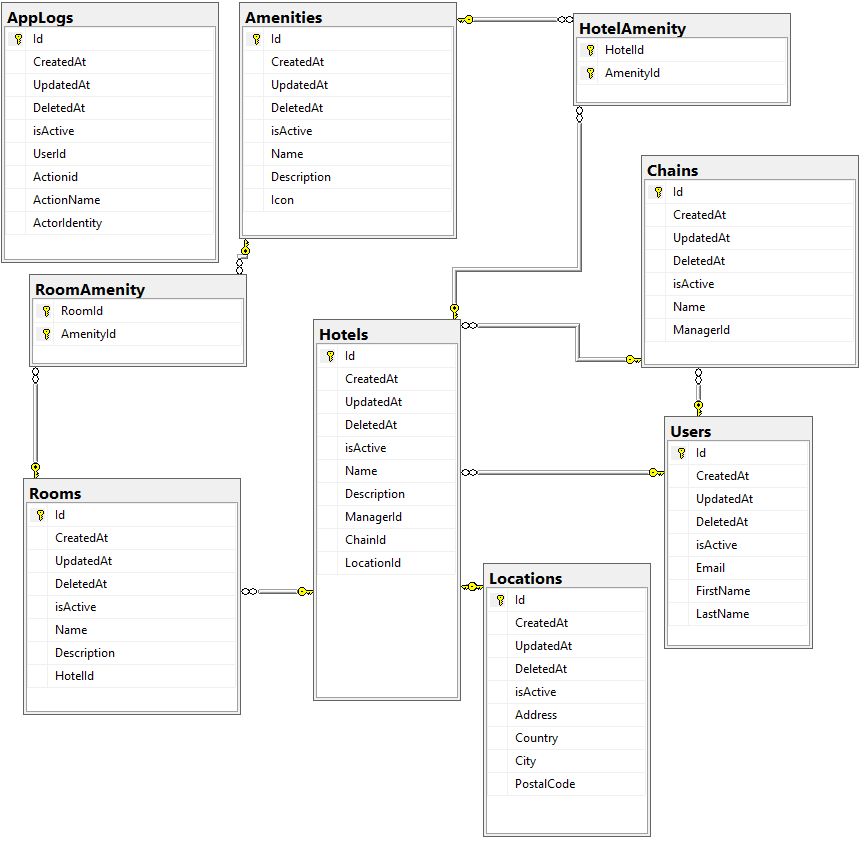 AppLogs
Id
CreatedAt
UpdatedAt
DeletedAt
isActive
UserId
Actionid
ActionName
ActorIdentity
Amenities
Id
CreatedAt
UpdatedAt
DeletedAt
isActive
Name
Description
Icon
HotelAmenity
HotelId
AmenityId
Chains
Id
CreatedAt
UpdatedAt
DeletedAt
isActive
Name
ManagerId
RoomAmenity
RoomId
AmenityId
Hotels
Id
CreatedAt
UpdatedAt
DeletedAt
isActive
Name
Description
ManagerId
ChainId
LocationId
Users
Id
CreatedAt
UpdatedAt
DeletedAt
isActive
Email
FirstName
LastName
Rooms
Id
CreatedAt
UpdatedAt
DeletedAt
isActive
Name
Description
HotelId
Locations
Id
CreatedAt
UpdatedAt
DeletedAt
isActive
Address
Country
City
PostalCode